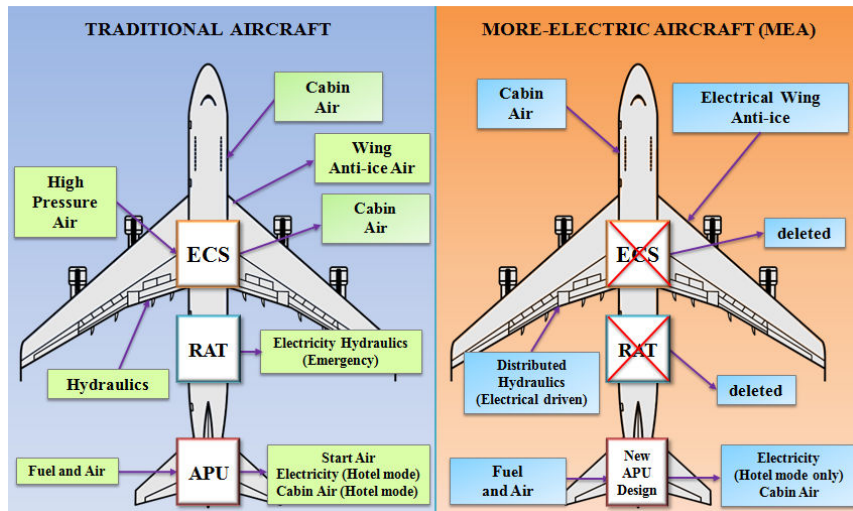 TRADITIONAL AIRCRAFT
Cabin
Air
Wing
Anti-ice Air
High
Pressure
Air
Cabin
Air
ECS
RAT
Electricity Hydraulics
(Emergency)
Hydraulics
Fuel and Air
APU
Start Air
Electricity (Hotel mode)
Cabin Air (Hotel mode)
MORE-ELECTRIC AIRCRAFT (MEA)
Cabin
Air
Electrical Wing
Anti-ice
ECS
deleted
RAT
Distributed
Hydraulics
(Electrical driven)
deleted
Fuel
and Air
New
APU
Design
Electricity
(Hotel mode only)
Cabin Air